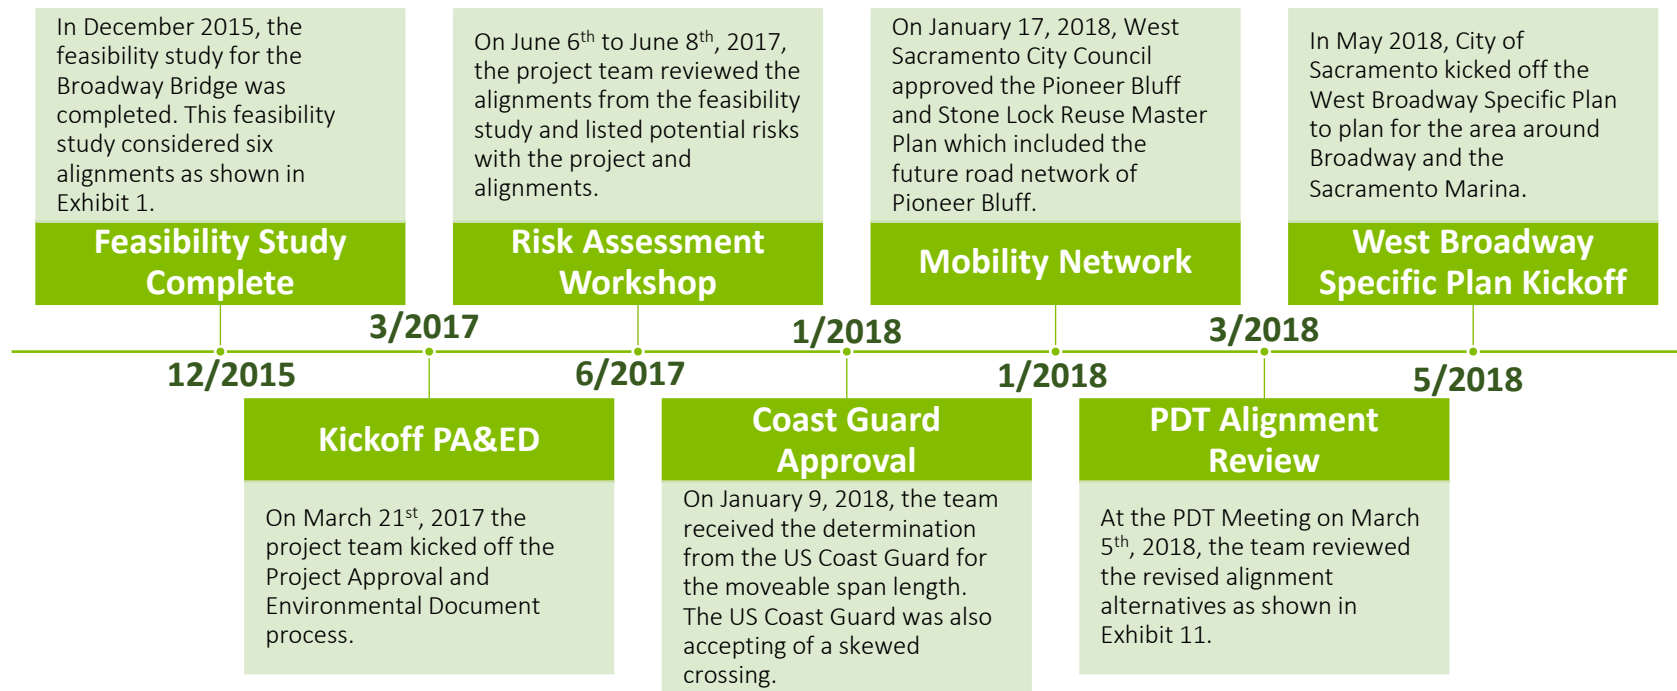 In December 2015, the
feasibility study for the
Broadway Bridge was
completed. This feasibility
study considered six
alignments as shown in
Exhibit 1.
Feasibility Study
Complete
12/2015
3/2017
Kickoff PA&ED
On March 21st, 2017 the
project team kicked off the
Project Approval and
Environmental Document
process.
On June 6th to June 8th, 2017,
the project team reviewed the
alignments from the feasibility
study and listed potential risks
with the project and
alignments.
Risk Assessment
Workshop
6/2017
1/2018
Coast Guard
Approval
On January 9, 2018, the team
received the determination
from the US Coast Guard for
the moveable span length.
The US Coast Guard was also
accepting of a skewed
crossing.
On January 17, 2018, West
Sacramento City Council
approved the Pioneer Bluff
and Stone Lock Reuse Master
Plan which included the
future road network of
Pioneer Bluff.
Mobility Network
1/2018
3/2018
PDT Alignment
Review
At the PDT Meeting on March
5th, 2018, the team reviewed
the revised alignment
alternatives as shown in
Exhibit 11.
In May 2018, City of
Sacramento kicked off the
West Broadway Specific Plan
to plan for the area around
Broadway and the
Sacramento Marina.
West Broadway
Specific Plan Kickoff
5/2018